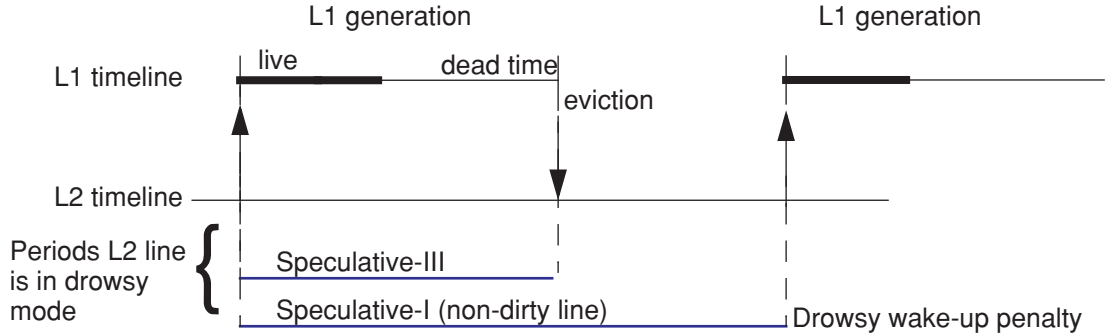 L1 generation
L1 generation
live
L1 timeline
dead time
eviction
L2 timeline
Periods L2 line
is in drowsy
mode
Speculative-III
Speculative-I (non-dirty line)
Drowsy wake-up penalty